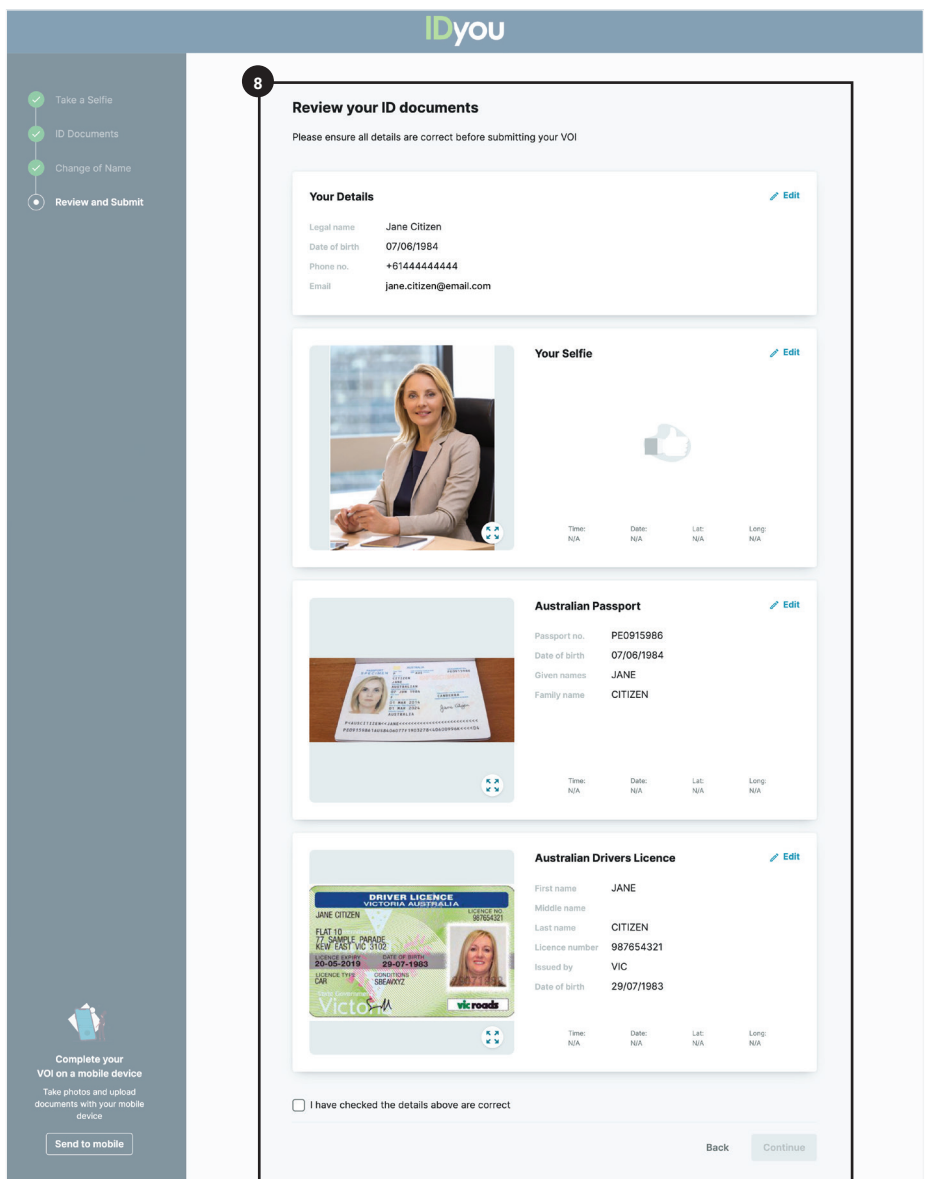 IDyou
Take a Selfie
ID Documents
Change of Name
Review and Submit
8
Review your ID documents
Please ensure all details are correct before submitting your VOI
Your Details
Edit
Legal name Jane Citizen
Date of birth 07/06/1984
Phone no. +61444444444
Email jane.citizen@email.com
Your Selfie
Edit
Time: Date: Lat: Long:
N/A N/A N/A N/A
Australian Passport
Edit
Passport no. PE0915986
Date of birth 07/06/1984
Given names JANE
Family name CITIZEN
CITIZEN
JANE
AUSTRALIAN
AUSTRALIA
Time: Date: Lat: Long:
N/A N/A N/A N/A
Australian Drivers Licence
Edit
First name JANE
Middle name
Last name CITIZEN
Licence number 987654321
Issued by VIC
Date of birth 29/07/1983
DRIVER LICENCE
VICTORIA AUSTRALIA
JANE CITIZEN
LICENCE NO.
987654321
FLAT 10
77 SAMPLE PARADE
KEW EAST VIC 3102
LICENCE EXPIRY DATE OF BIRTH
20-05-2019 29-07-1983
LICENCE TYPE CONDITIONS
CAR SBEAVXYZ
Victoria
vic roads
Time: Date: Lat: Long:
N/A N/A N/A N/A
I have checked the details above are correct
Back Continue
Complete your
VOI on a mobile device
Take photos and upload
documents with your mobile
device
Send to mobile